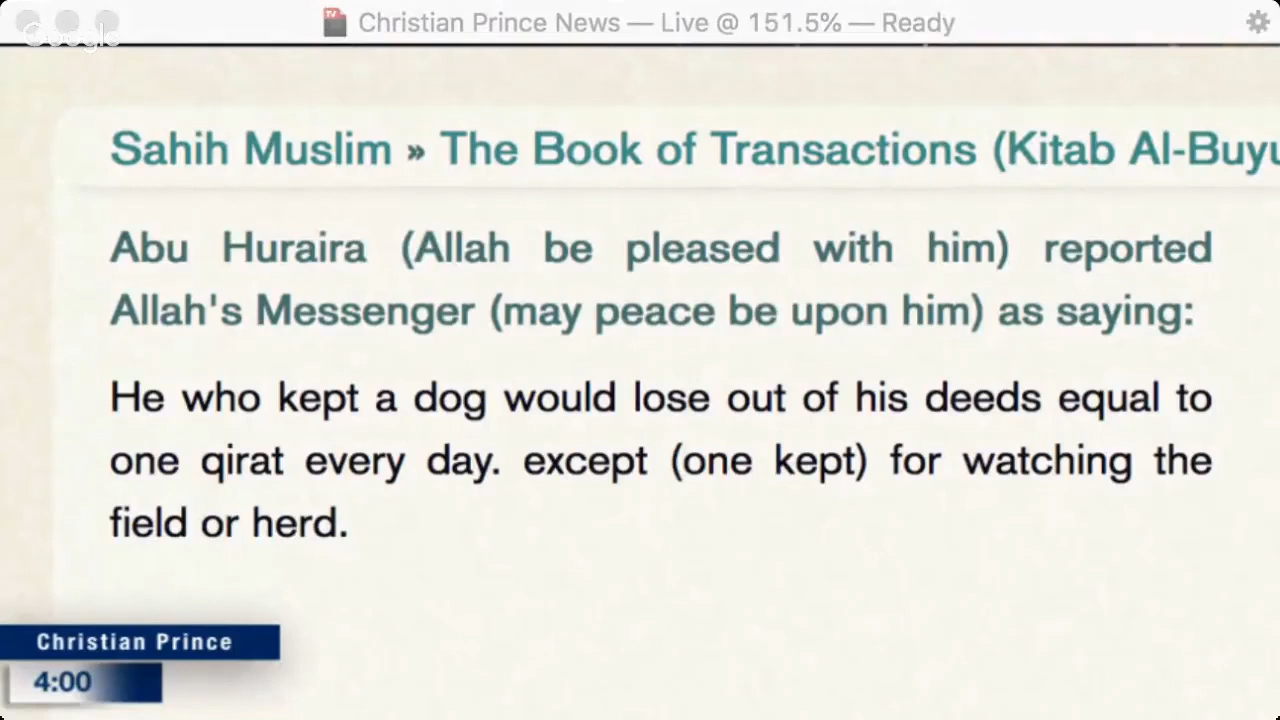 Christian Prince News — Live @ 151.5% — Ready
Google
Sahih Muslim » The Book of Transactions (Kitab Al-Buyu
Abu Huraira (Allah be pleased with him) reported
Allah's Messenger (may peace be upon him) as saying:
He who kept a dog would lose out of his deeds equal to
one qirat every day. except (one kept) for watching the
field or herd.
Christian Prince
4:00